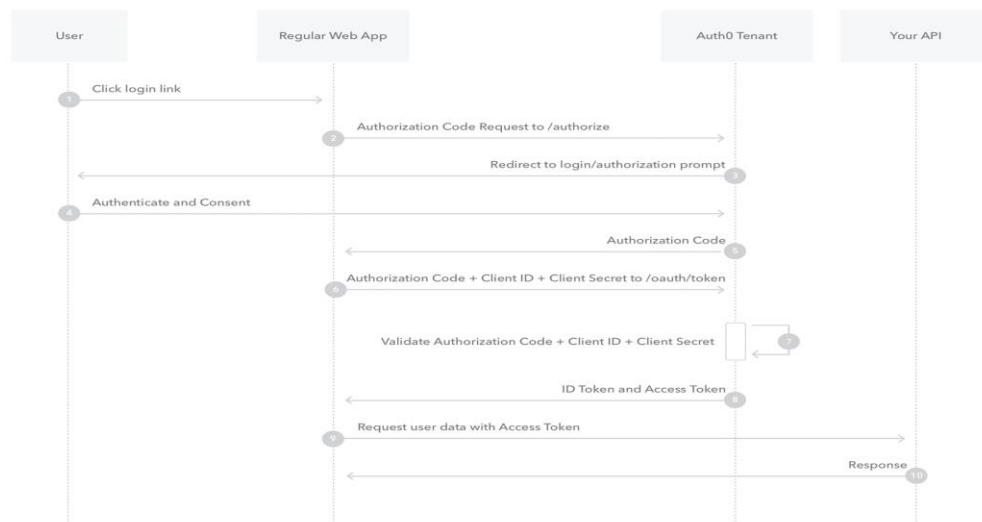 User
Regular Web App
Auth0 Tenant
Your API
Click login link
1
Authorization Code Request to /authorize
2
Redirect to login/authorization prompt
3
Authenticate and Consent
4
Authorization Code
5
Authorization Code + Client ID + Client Secret to /oauth/token
6
Validate Authorization Code + Client ID + Client Secret
7
ID Token and Access Token
8
Request user data with Access Token
9
Response
10